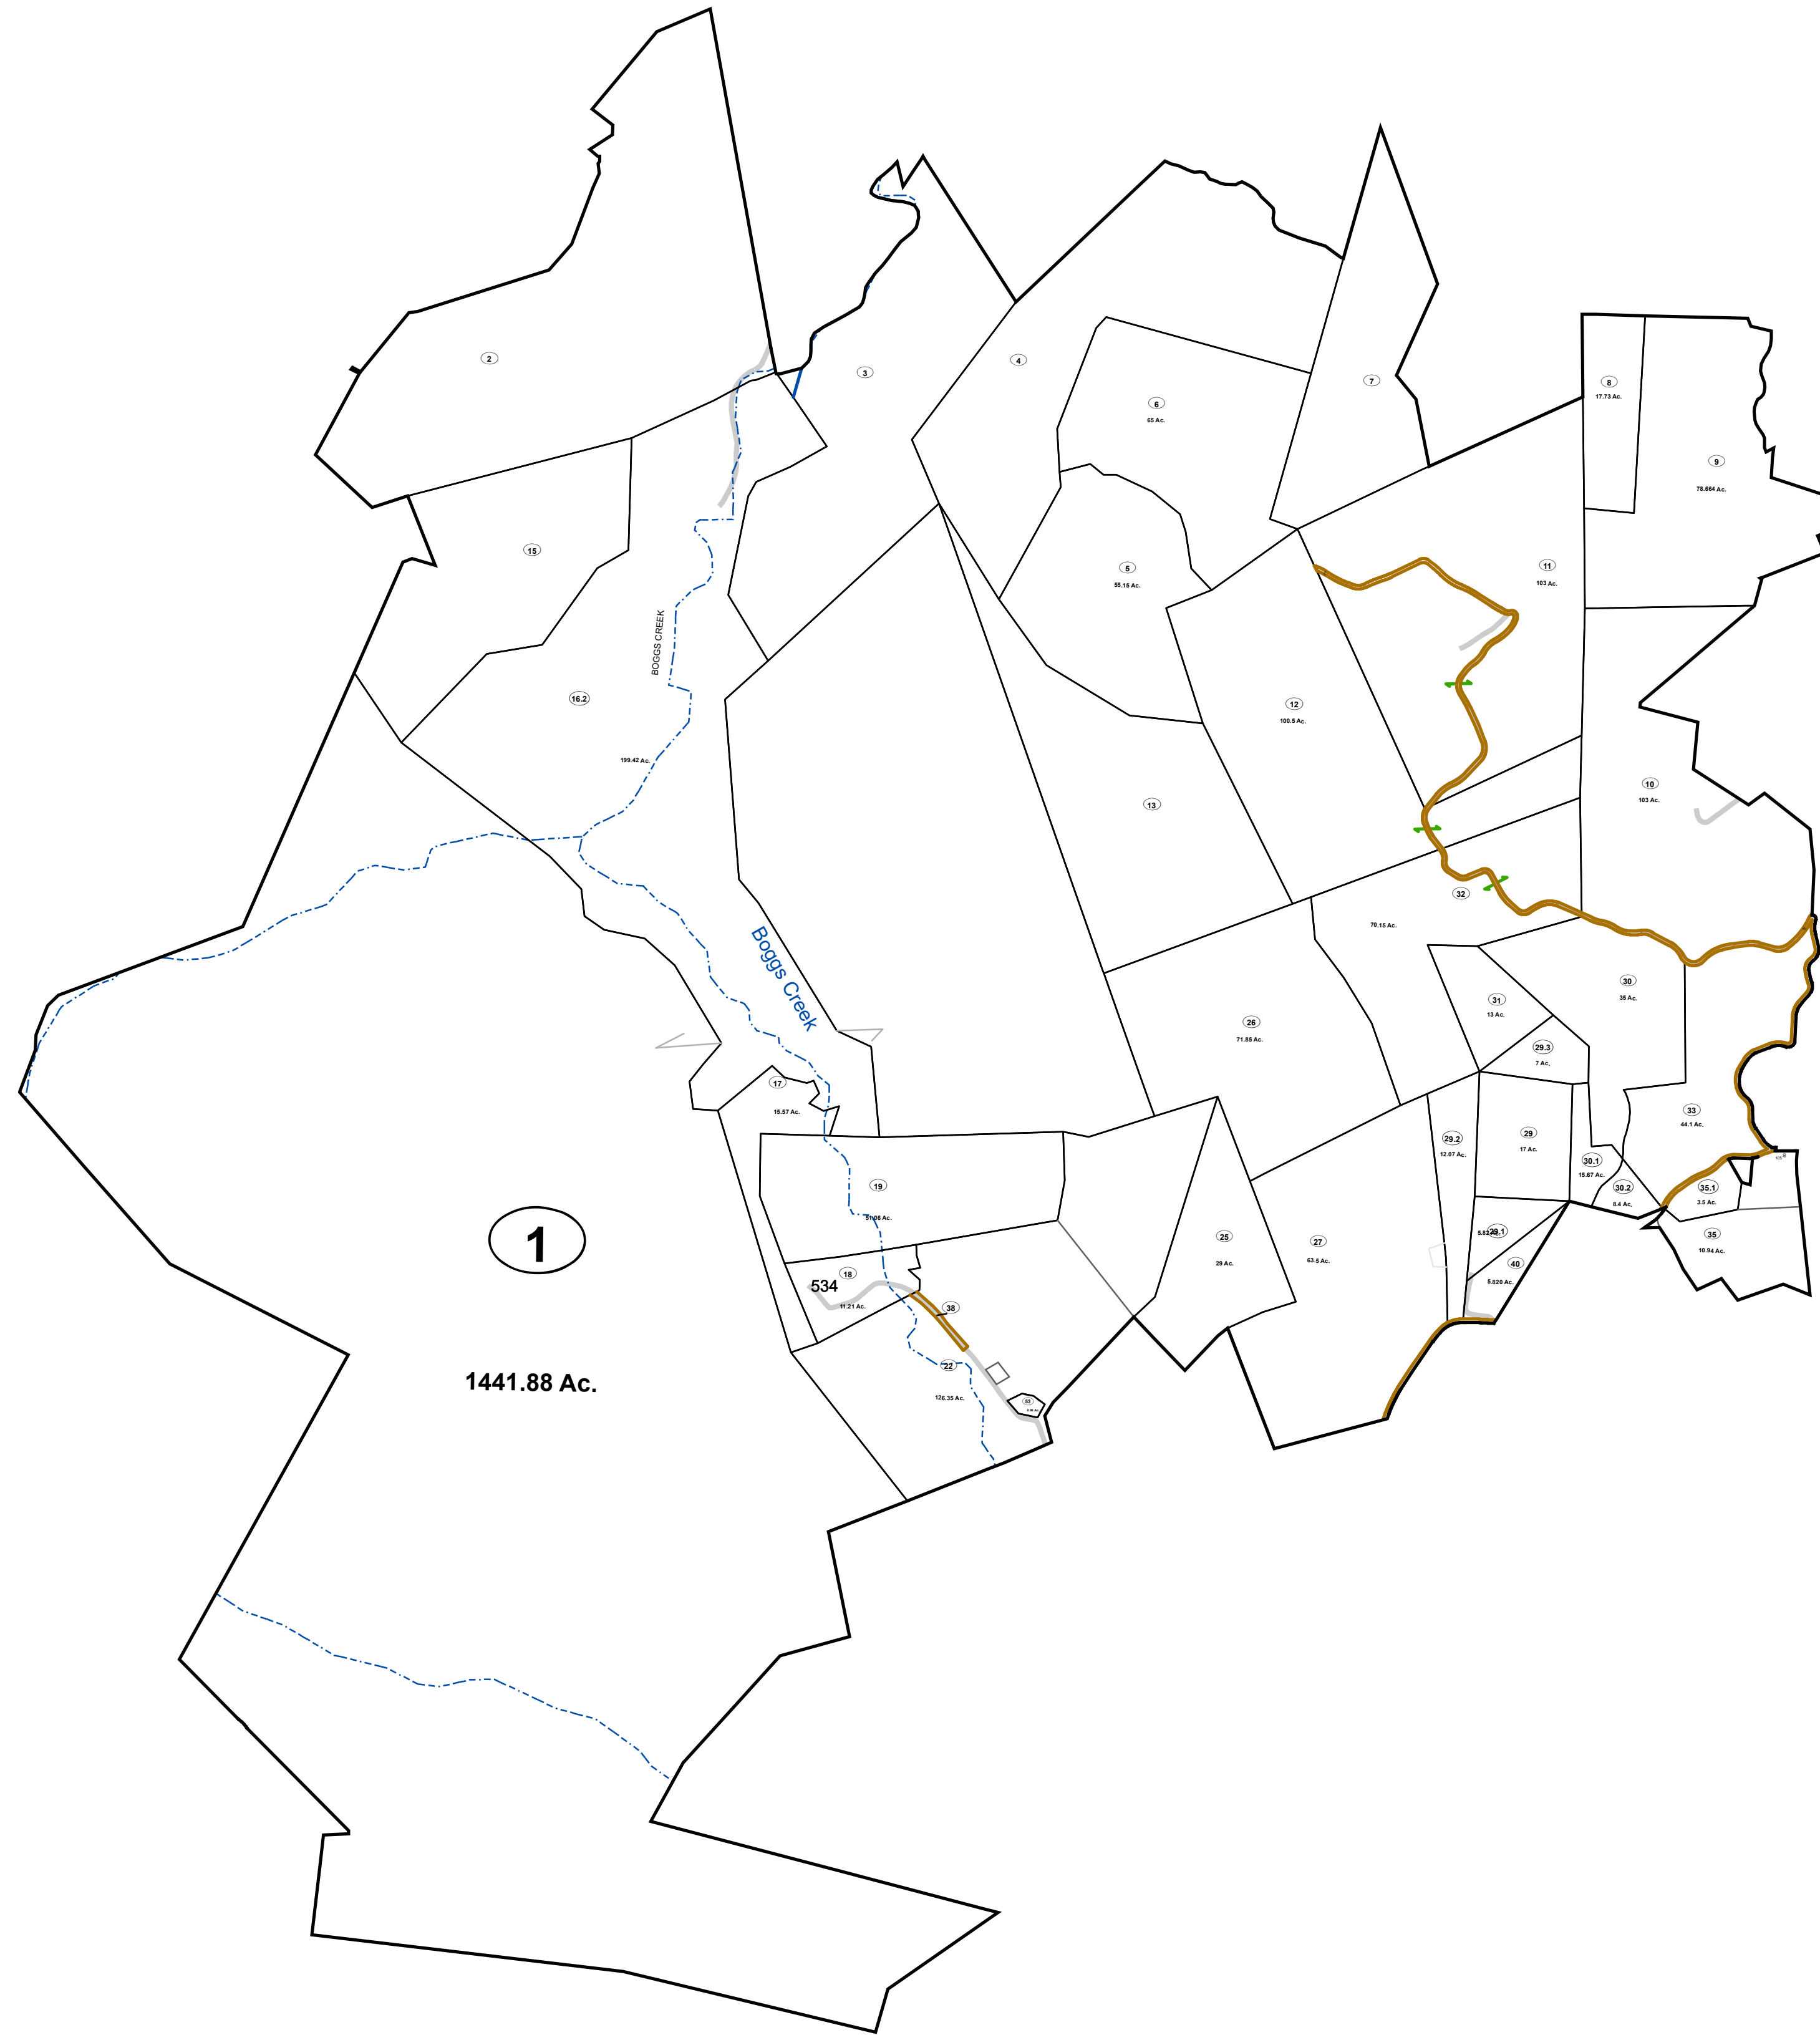 2
3
4
7
6
65 Ac.
8
17.73 Ac.
9
78.664 Ac.
15
5
55.15 Ac.
11
103 Ac.
BOGGS CREEK
16.2
199.42 Ac.
12
100.5 Ac.
13
10
103 Ac.
32
70.15 Ac.
Boggs Creek
30
35 Ac.
31
13 Ac.
26
71.85 Ac.
29.3
7 Ac.
17
15.57 Ac.
33
44.1 Ac.
29.2
12.07 Ac.
29
17 Ac.
30.1
15.67 Ac.
30.2
8.4 Ac.
35.1
3.5 Ac.
19
51.06 Ac.
1
1441.88 Ac.
25
29 Ac.
27
63.5 Ac.
29.1
35
10.94 Ac.
40
5.820 Ac.
18
534
11.21 Ac.
38
22
126.35 Ac.
53